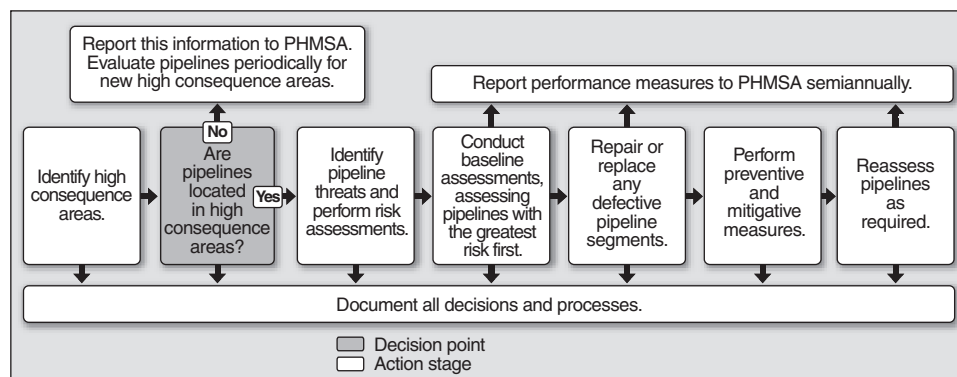 Report this information to PHMSA.
Evaluate pipelines periodically for
new high consequence areas.
Report performance measures to PHMSA semiannually.
Identify high
consequence
areas.
No
Are
pipelines
located
in high
consequence
areas?
Yes
Identify
pipeline
threats and
perform risk
assessments.
Conduct
baseline
assessments,
assessing
pipelines with
the greatest
risk first.
Repair or
replace
any
defective
pipeline
segments.
Perform
preventive
and
mitigative
measures.
Reassess
pipelines
as
required.
Document all decisions and processes.
Decision point
Action stage